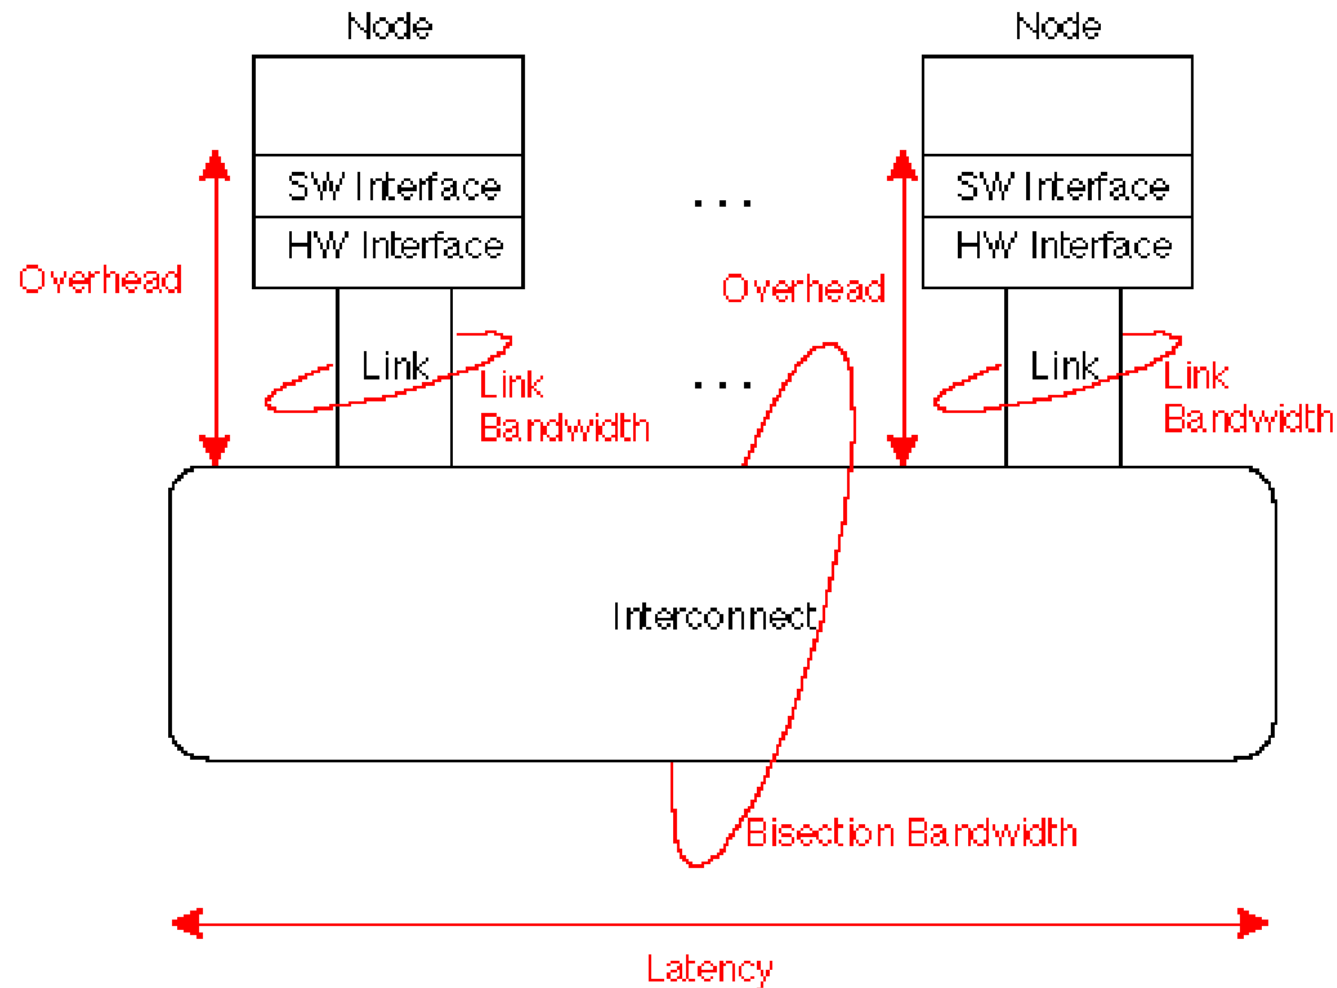 Node
Node
SW Interface
SW Interface
...
HW Interface
HW Interface
Overhead
Overhead
Link
Link
Bandwidth
...
Link
Link
Bandwidth
Interconnect
Bisection Bandwidth
Latency